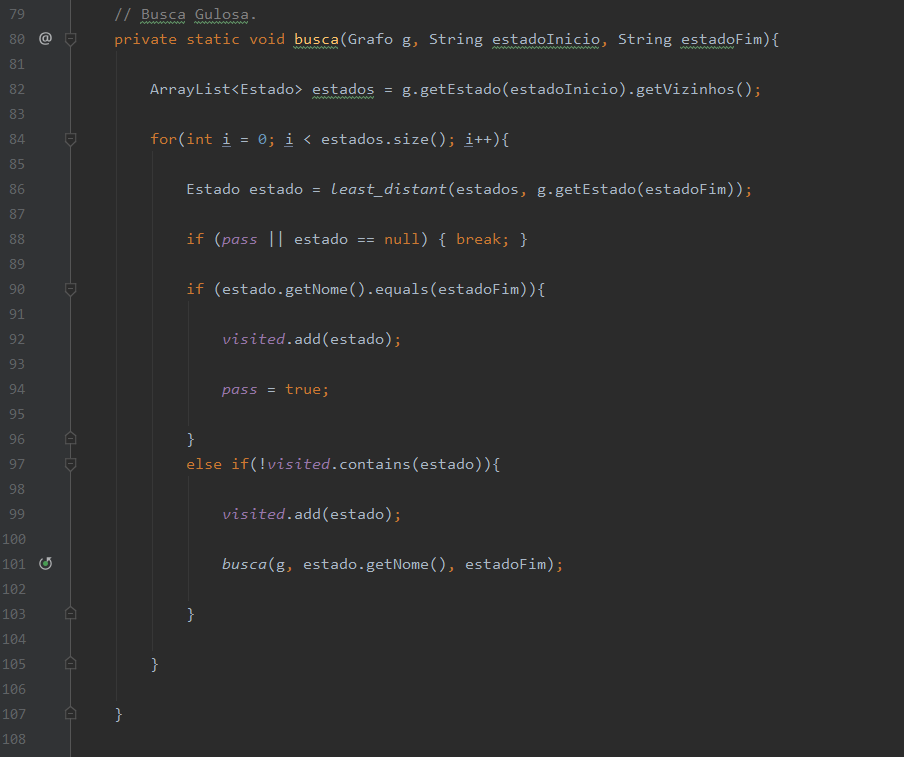 79 // Busca Gulosa.
80 @ private static void busca(Grafo g, String estadoInicio, String estadoFim){
81
82 ArrayList<Estado> estados = g.getEstado(estadoInicio).getVizinhos();
83
84 for(int i = 0; i < estados.size(); i++){
85
86 Estado estado = least_distant(estados, g.getEstado(estadoFim));
87
88 if (pass || estado == null) { break; }
89
90 if (estado.getNome().equals(estadoFim)){
91
92 visited.add(estado);
93
94 pass = true;
95
96 }
97 else if(!visited.contains(estado)){
98
99 visited.add(estado);
100
101 busca(g, estado.getNome(), estadoFim);
102
103 }
104
105 }
106
107 }
108